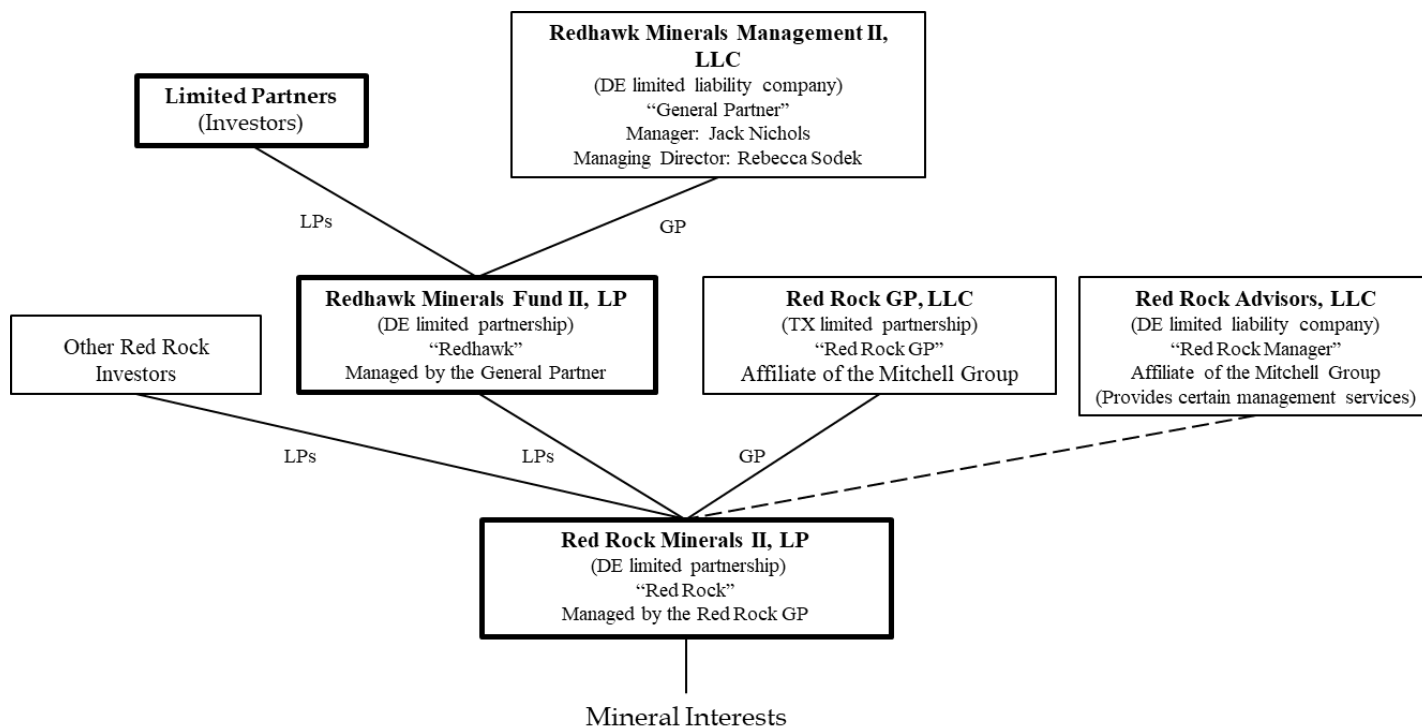 Redhawk Minerals Management II,
LLC
(DE limited liability company)
“General Partner”
Manager: Jack Nichols
Managing Director: Rebecca Sodek
Limited Partners
(Investors)
LPs
GP
Redhawk Minerals Fund II, LP
(DE limited partnership)
“Redhawk”
Managed by the General Partner
Red Rock GP, LLC
(TX limited partnership)
“Red Rock GP”
Affiliate of the Mitchell Group
Red Rock Advisors, LLC
(DE limited liability company)
“Red Rock Manager”
Affiliate of the Mitchell Group
(Provides certain management services)
Other Red Rock
Investors
LPs
LPs
GP
Red Rock Minerals II, LP
(DE limited partnership)
“Red Rock”
Managed by the Red Rock GP
Mineral Interests